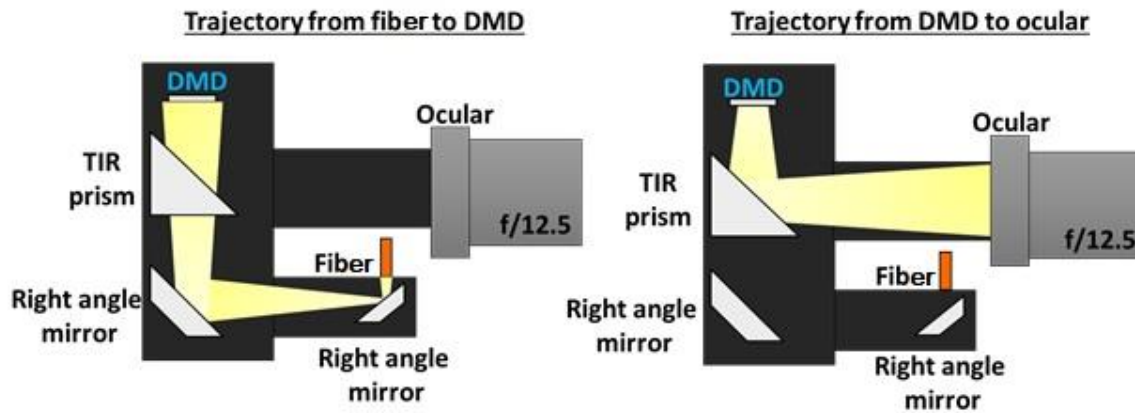 Trajectory from fiber to DMD
DMD
Ocular
TIR
prism
f/12.5
Fiber
Right angle
mirror
Right angle
mirror
Trajectory from DMD to ocular
DMD
Ocular
TIR
prism
f/12.5
Fiber
Right angle
mirror
Right angle
mirror